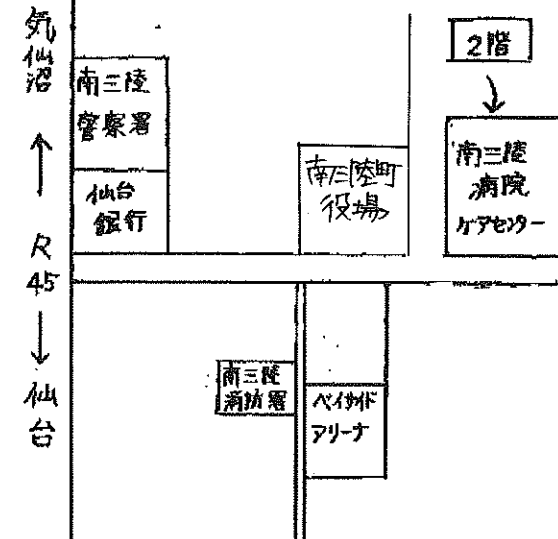 気仙沼
↑
R
45
↓
仙台
南三陸
警察署
仙台
銀行
南三陸町
役場
2階
南三陸
病院
ケアセンター
南三陸
消防署
ベイサイド
アリーナ